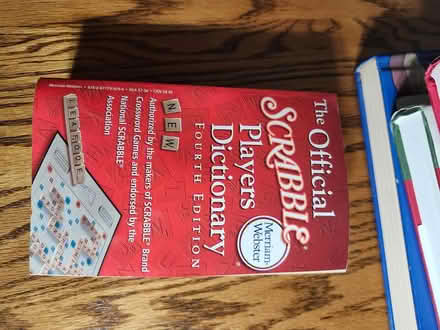 The Official
SCRABBLE®
Players
Dictionary
FOURTH EDITION
Merriam-
Webster
NEW
Authorized by the makers of SCRABBLE® Brand
Crossword Games and endorsed by the
National SCRABBLE®
Association